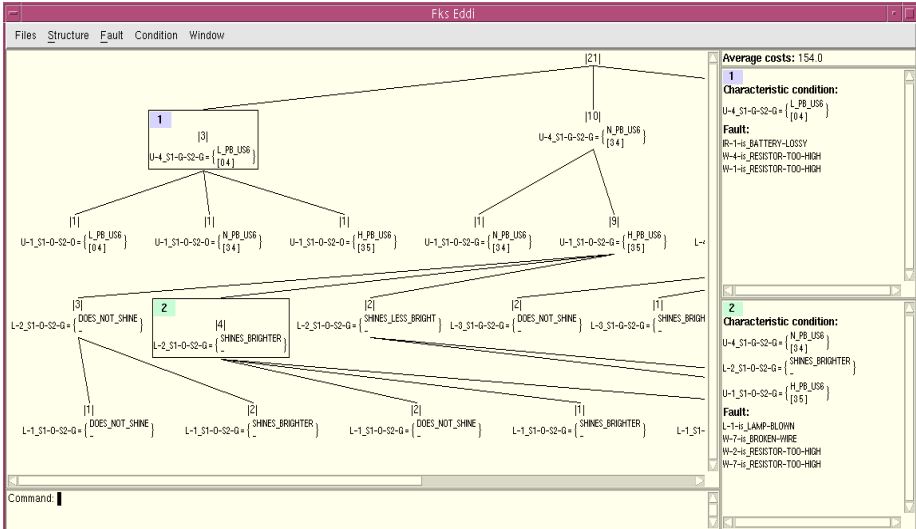 Fks Eddi
Files Structure Fault Condition Window
|21|
1
|3|
U-4_S1-G-S2-G = { L_PB_US6
[0 4] }
|10|
U-4_S1-G-S2-G = { N_PB_US6
[3 4] }
|1|
U-1_S1-O-S2-O = { L_PB_US6
[0 4] }
|1|
U-1_S1-O-S2-O = { N_PB_US6
[3 4] }
|1|
U-1_S1-O-S2-O = { H_PB_US6
[3 5] }
|1|
U-1_S1-O-S2-G = { N_PB_US6
[3 4] }
|9|
U-1_S1-O-S2-G = { H_PB_US6
[3 5] }
|3|
L-2_S1-O-S2-G = { DOES_NOT_SHINE
_ }
2
|4|
L-2_S1-O-S2-G = { SHINES_BRIGHTER
_ }
|2|
L-2_S1-O-S2-G = { SHINES_LESS_BRIGHT
_ }
|2|
L-3_S1-G-S2-G = { DOES_NOT_SHINE
_ }
|1|
L-3_S1-G-S2-G = { SHINES_BRIGH
_
|1|
L-1_S1-O-S2-G = { DOES_NOT_SHINE
_ }
|2|
L-1_S1-O-S2-G = { SHINES_BRIGHTER
_ }
|2|
L-1_S1-O-S2-G = { DOES_NOT_SHINE
_ }
|1|
L-1_S1-O-S2-G = { SHINES_BRIGHTER
_ }
L-1_S1-
Command:
Average costs: 154.0
1
Characteristic condition:
U-4_S1-G-S2-G = { L_PB_US6
[0 4] }
Fault:
IR-1-is_BATTERY-LOSSY
W-4-is_RESISTOR-TOO-HIGH
W-1-is_RESISTOR-TOO-HIGH
2
Characteristic condition:
U-4_S1-G-S2-G = { N_PB_US6
[3 4] }
L-2_S1-O-S2-G = { SHINES_BRIGHTER
_ }
U-1_S1-O-S2-G = { H_PB_US6
[3 5] }
Fault:
L-1-is_LAMP-BLOWN
W-7-is_BROKEN-WIRE
W-2-is_RESISTOR-TOO-HIGH
W-7-is_RESISTOR-TOO-HIGH